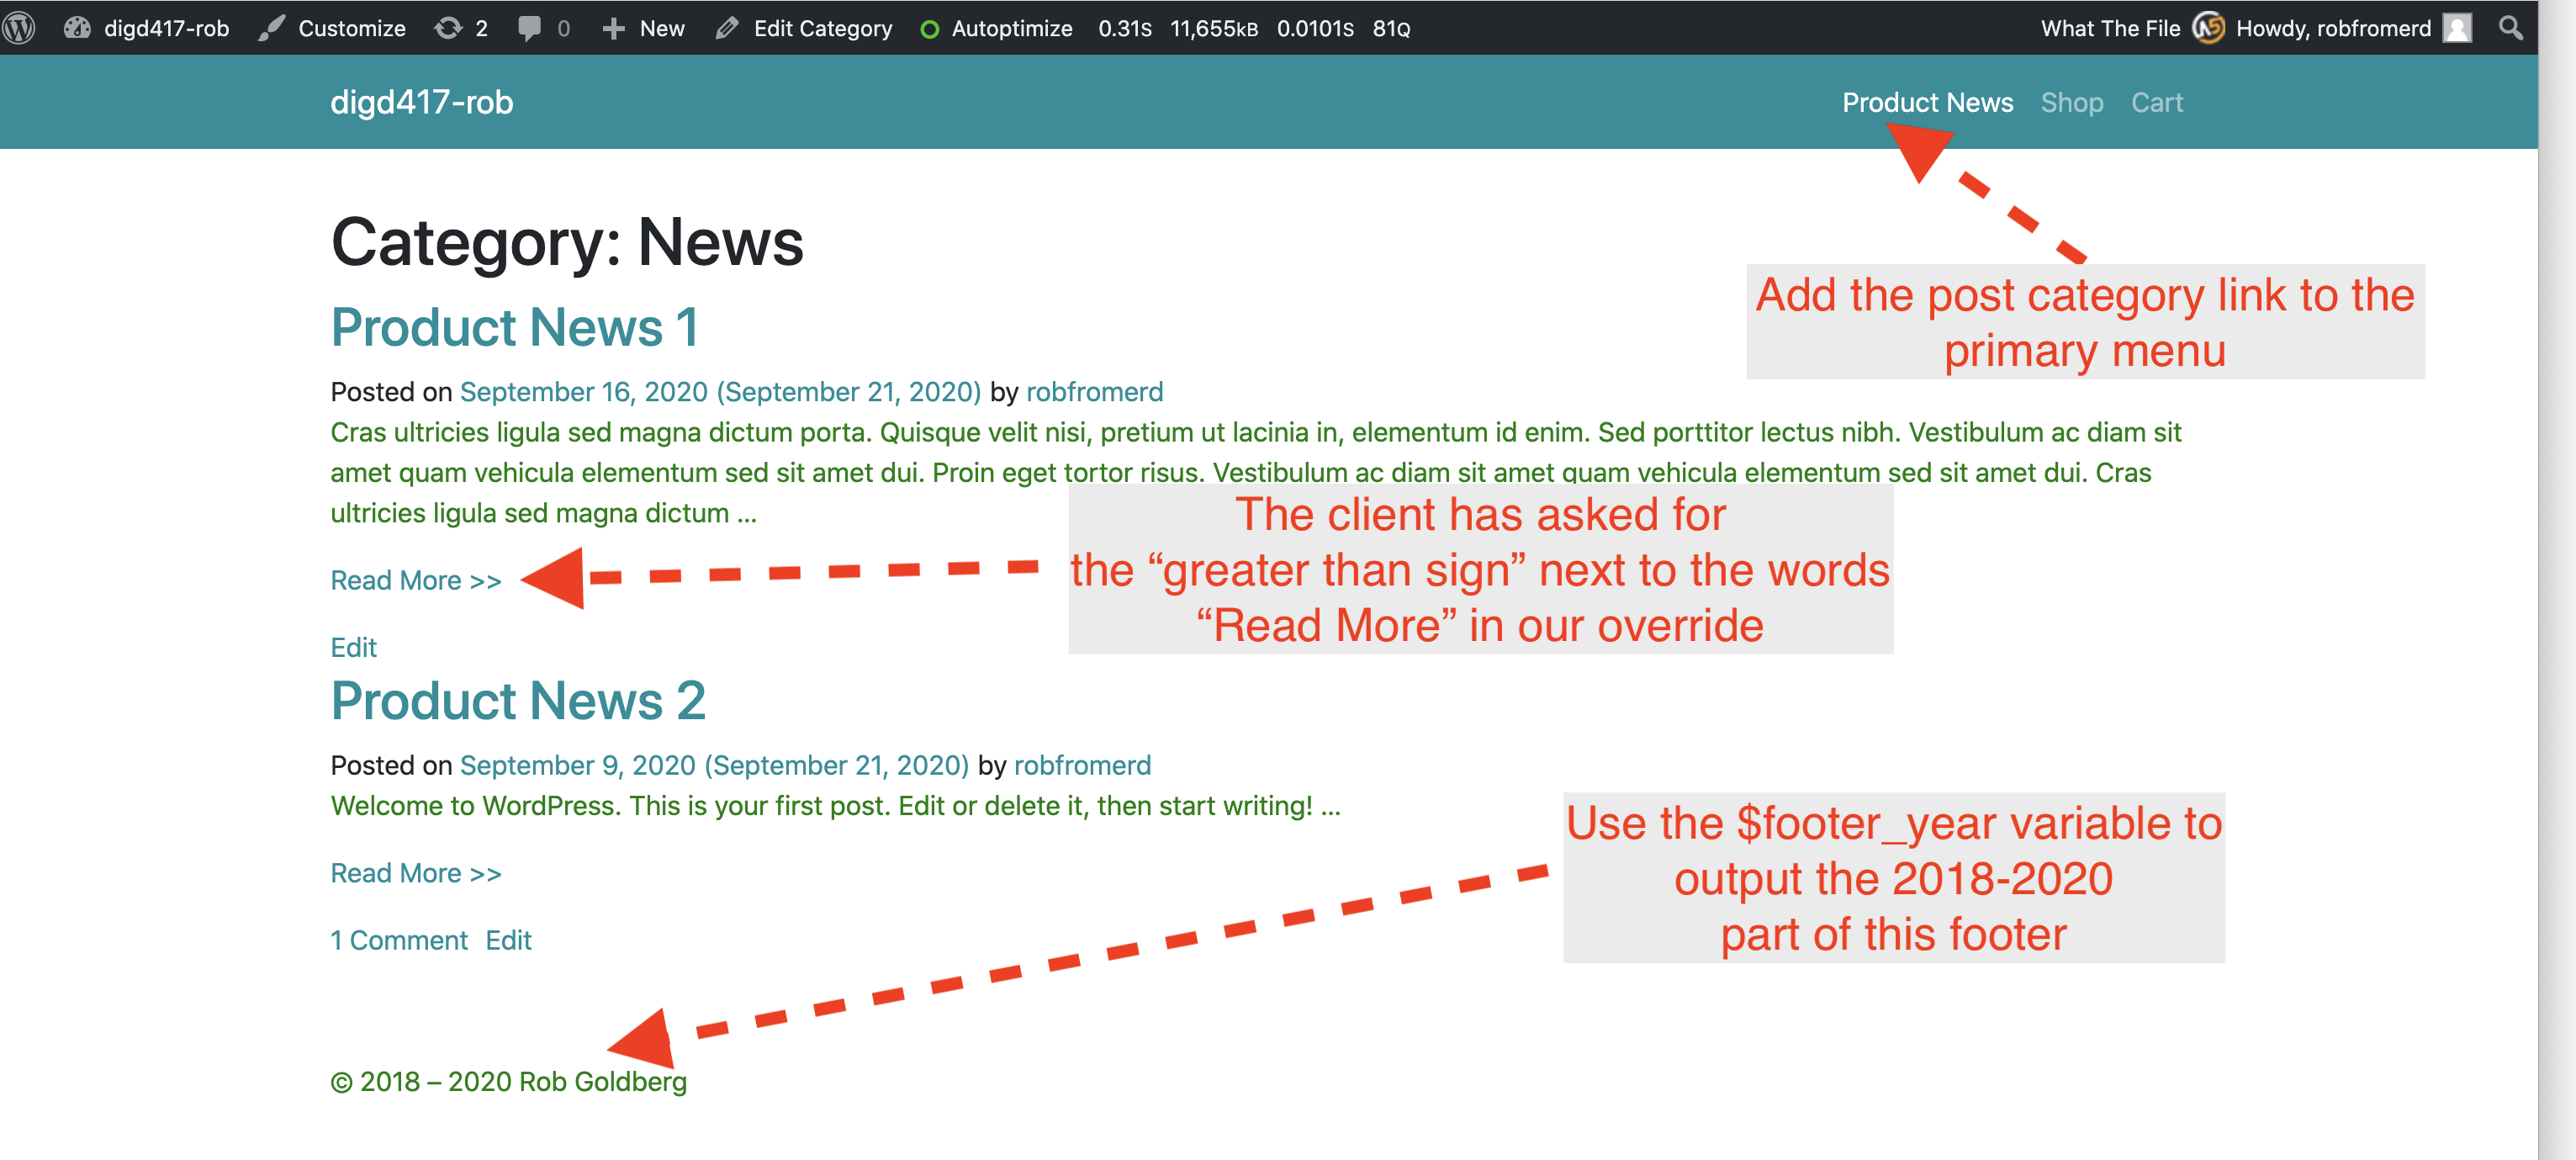 digd417-rob Customize 2 0 New Edit Category Autoptimize 0.31S 11,655KB 0.0101S 81Q What The File Howdy, robfromerd
digd417-rob Product News Shop Cart
Category: News
Add the post category link to the
primary menu
Product News 1
Posted on September 16, 2020 (September 21, 2020) by robfromerd
Cras ultricies ligula sed magna dictum porta. Quisque velit nisi, pretium ut lacinia in, elementum id enim. Sed porttitor lectus nibh. Vestibulum ac diam sit
amet quam vehicula elementum sed sit amet dui. Proin eget tortor risus. Vestibulum ac diam sit amet quam vehicula elementum sed sit amet dui. Cras
ultricies ligula sed magna dictum ...
The client has asked for
the “greater than sign” next to the words
“Read More” in our override
Read More >>
Edit
Product News 2
Posted on September 9, 2020 (September 21, 2020) by robfromerd
Welcome to WordPress. This is your first post. Edit or delete it, then start writing! ...
Use the $footer_year variable to
output the 2018-2020
part of this footer
Read More >>
1 Comment Edit
© 2018 – 2020 Rob Goldberg